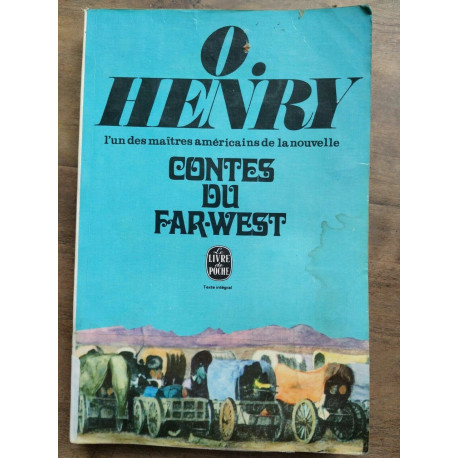 O.
HENRY
l'un des maîtres américains de la nouvelle
CONTES
DU
FAR-WEST
Le
LIVRE
de
POCHE
Texte intégral